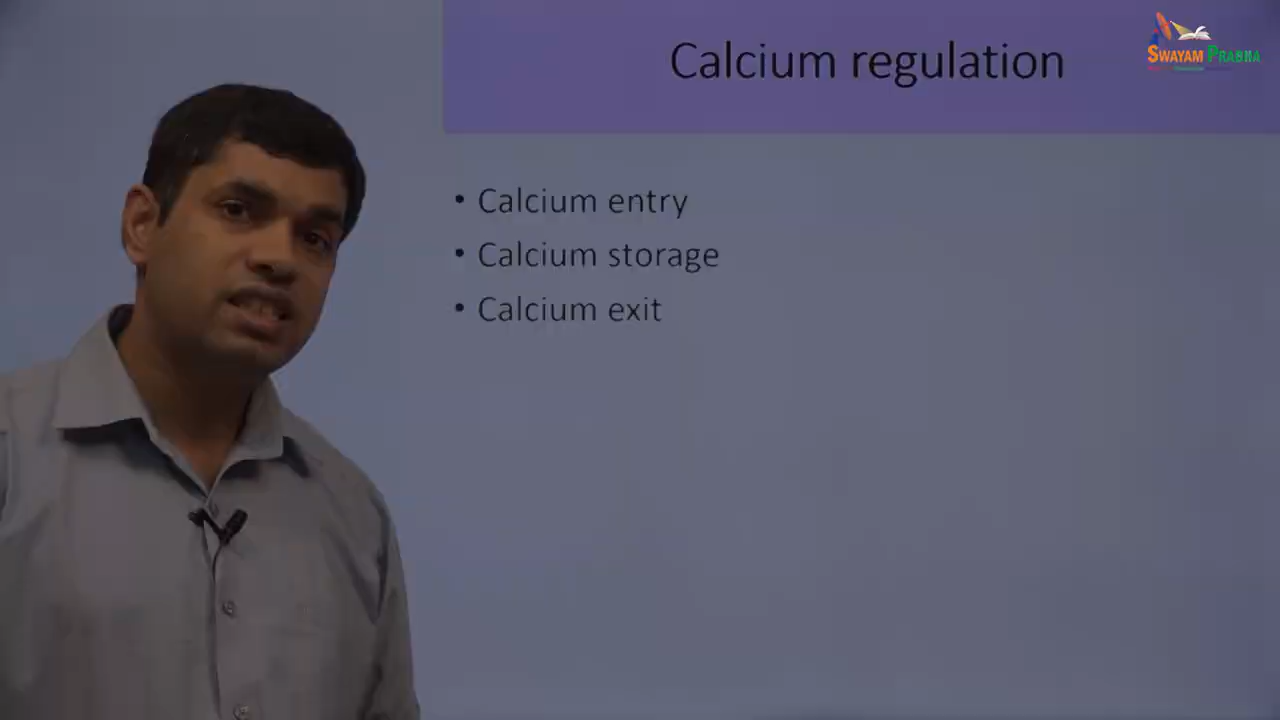 Calcium regulation
SWAYAM PRABHA
• Calcium entry
• Calcium storage
• Calcium exit